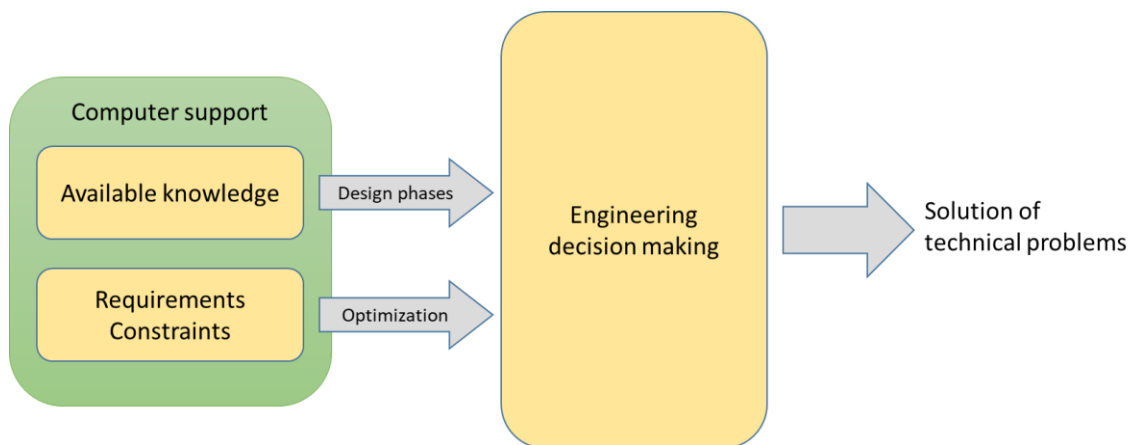 Computer support
Available knowledge
Design phases
Requirements
Constraints
Optimization
Engineering
decision making
Solution of
technical problems